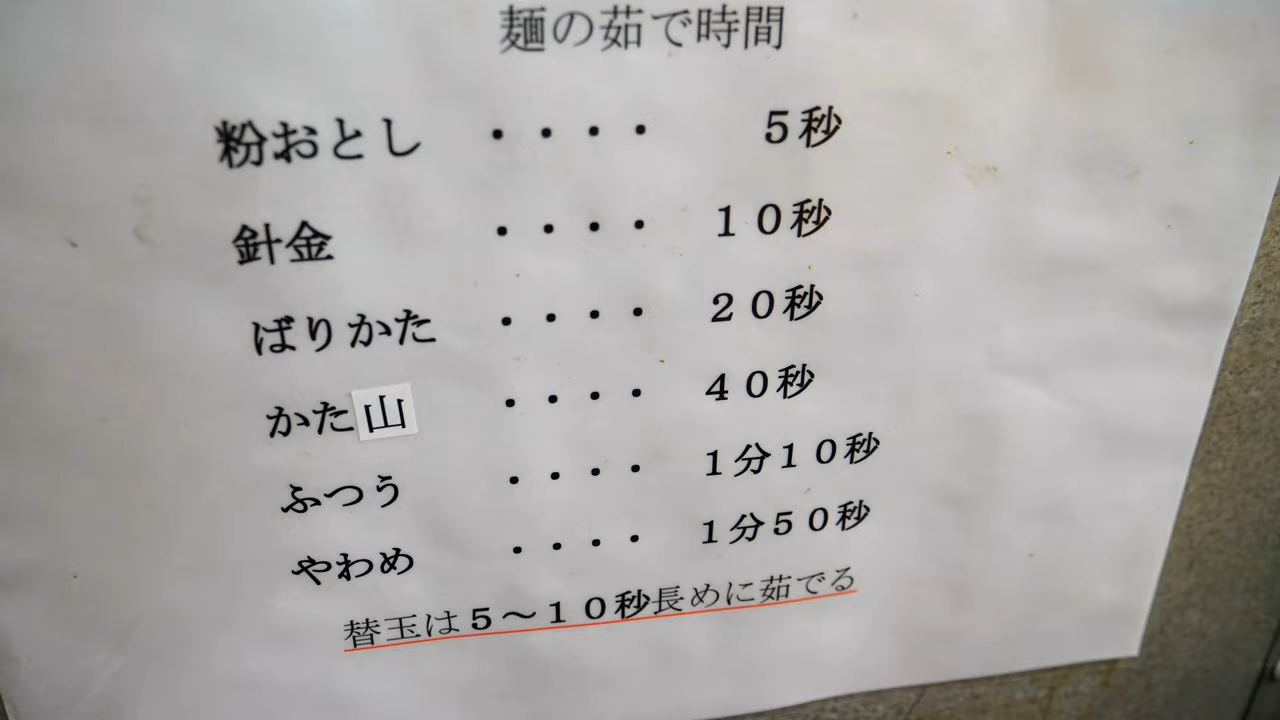 麺の茹で時間
粉おとし ・・・・ ５秒
針金 ・・・・ １０秒
ばりかた ・・・・ ２０秒
かた山 ・・・・ ４０秒
ふつう ・・・・ １分１０秒
やわめ ・・・・ １分５０秒
替玉は５～１０秒長めに茹でる